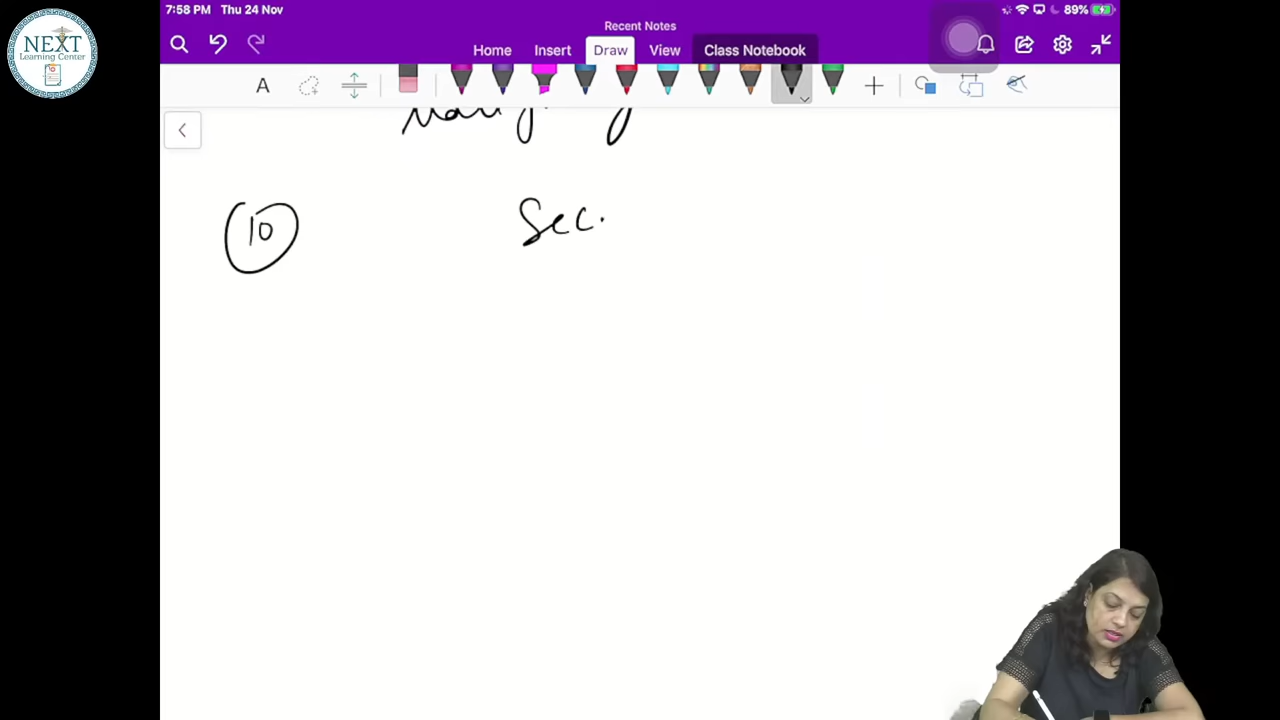 7:58 PM Thu 24 Nov
89%
Recent Notes
NEXT
Learning Center
Home Insert Draw View Class Notebook
A
10 Sec.